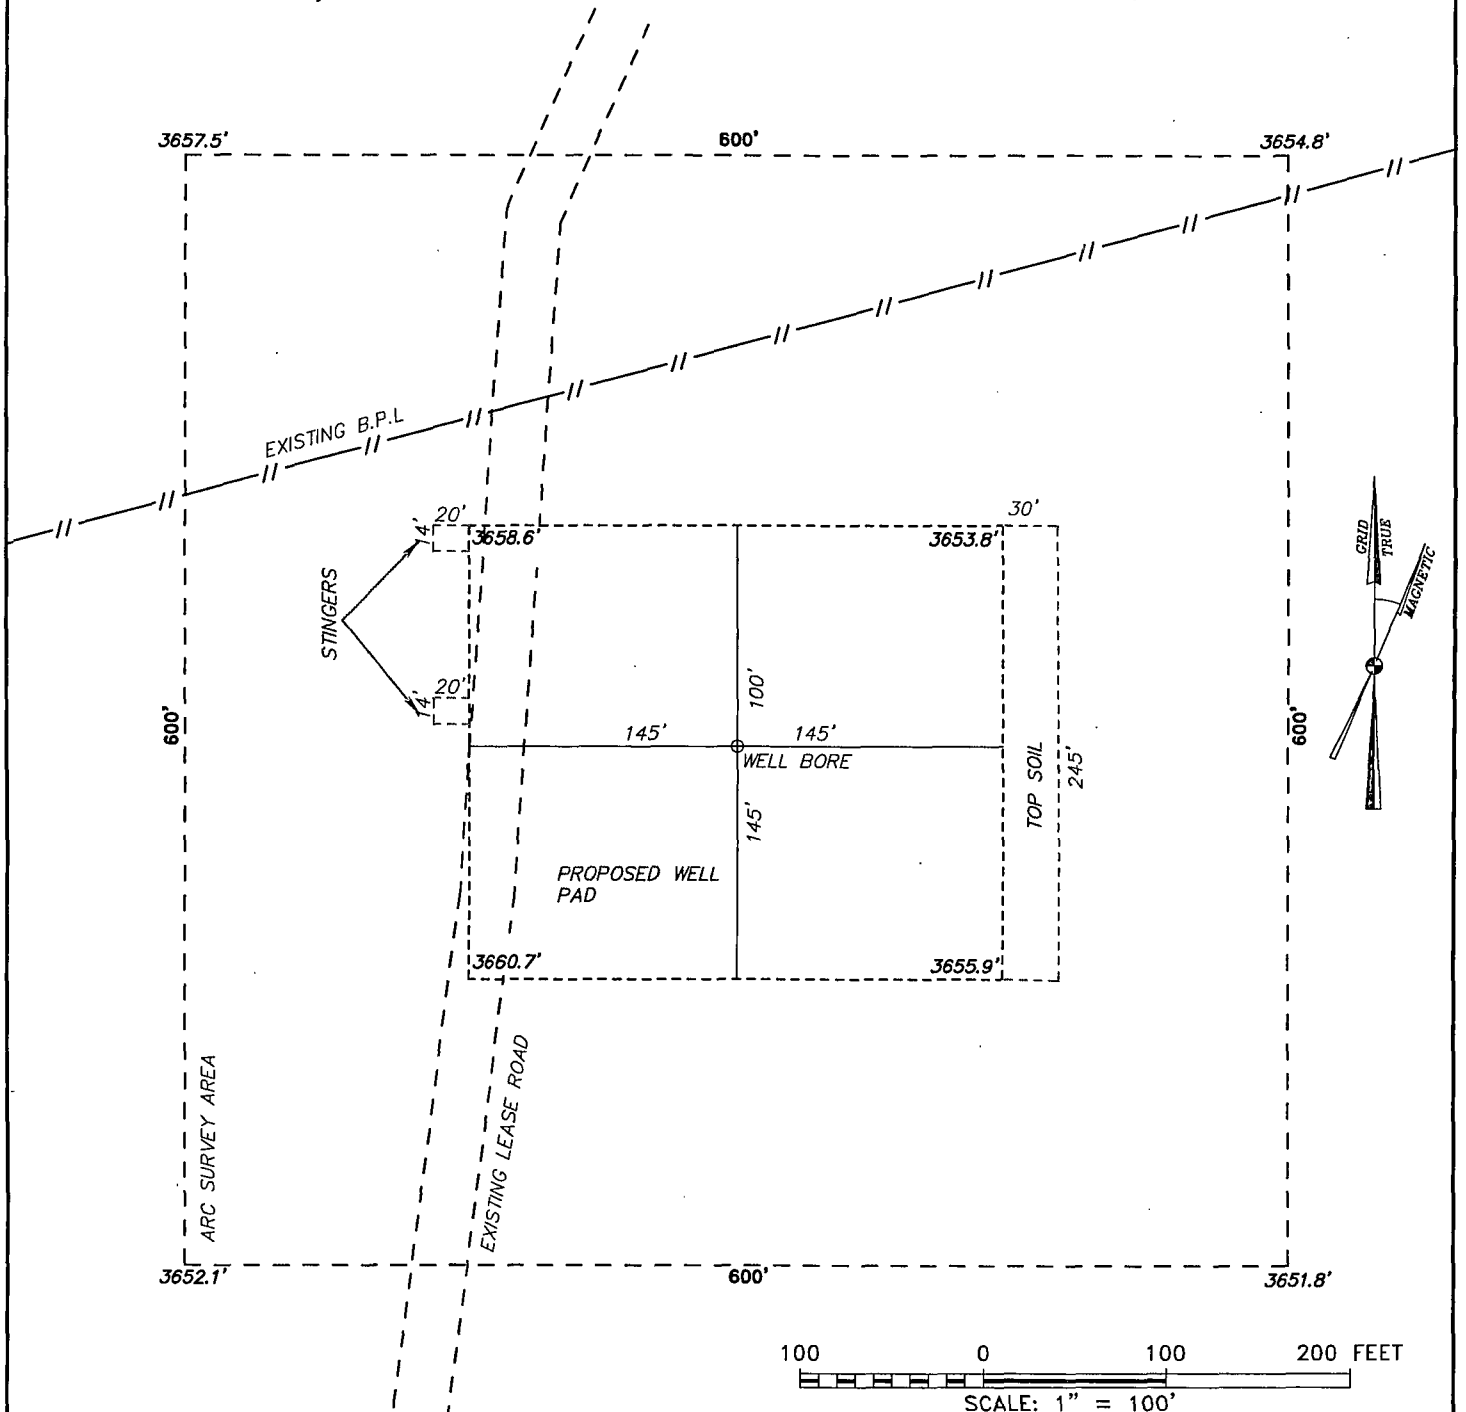 3657.5'
600'
3654.8'
EXISTING B.P.L
20'
14'
3658.6'
3653.8'
30'
GRID
TRUE
MAGNETIC
STINGERS
20'
14'
100'
600'
145'
145'
WELL BORE
145'
TOP SOIL
245'
600'
PROPOSED WELL
PAD
3660.7'
3655.9'
ARC SURVEY AREA
EXISTING LEASE ROAD
3652.1'
600'
3651.8'
100 0 100 200 FEET
SCALE: 1" = 100'